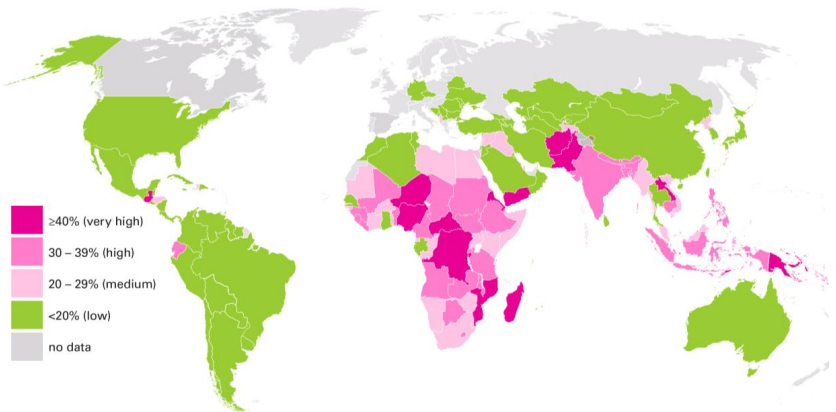 ≥40% (very high)
30 – 39% (high)
20 – 29% (medium)
<20% (low)
no data